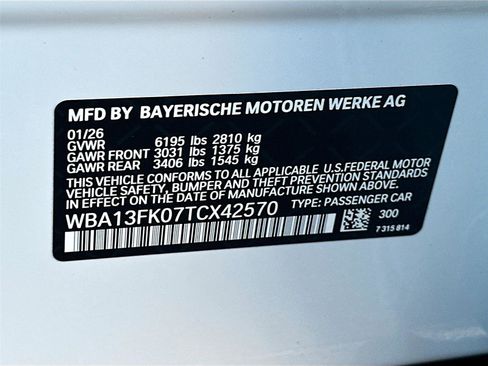 MFD BY BAYERISCHE MOTOREN WERKE AG
01/26
GVWR 6195 lbs 2810 kg
GAWR FRONT 3031 lbs 1375 kg
GAWR REAR 3406 lbs 1545 kg
THIS VEHICLE CONFORMS TO ALL APPLICABLE U.S.FEDERAL MOTOR
VEHICLE SAFETY, BUMPER, AND THEFT PREVENTION STANDARDS
IN EFFECT ON THE DATE OF MANUFACTURE SHOWN ABOVE.
WBA13FK07TCX42570 TYPE: PASSENGER CAR
300
7 315 814